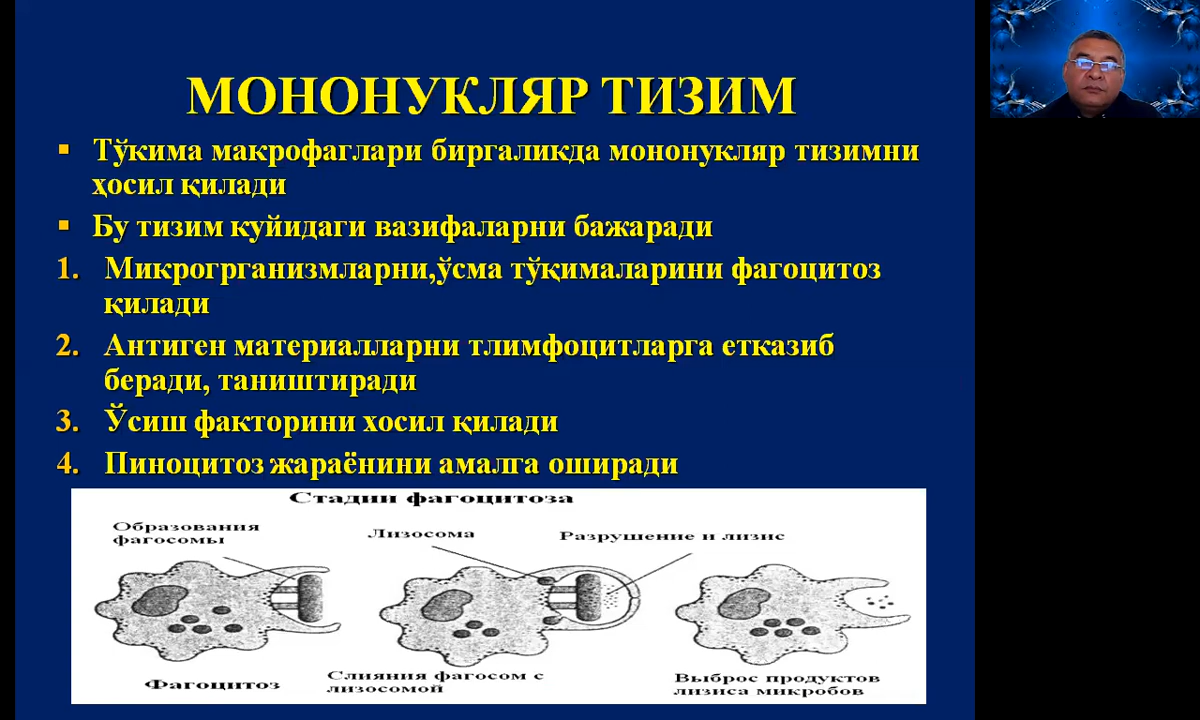 МОНОНУКЛЯР ТИЗИМ
▪ Тўкима макрофаглари биргаликда мононукляр тизимни
ҳосил қилади
▪ Бу тизим куйидаги вазифаларни бажаради
1. Микрогрганизмларни,ўсма тўқималарини фагоцитоз
қилади
2. Антиген материалларни тлимфоцитларга етказиб
беради, таништиради
3. Ўсиш факторини хосил қилади
4. Пиноцитоз жараёнини амалга оширади
Стадии фагоцитоза
Образования
фагосомы
Лизосома
Разрушение и лизис
Фагоцитоз
Слияния фагосом с
лизосомой
Выброс продуктов
лизиса микробов